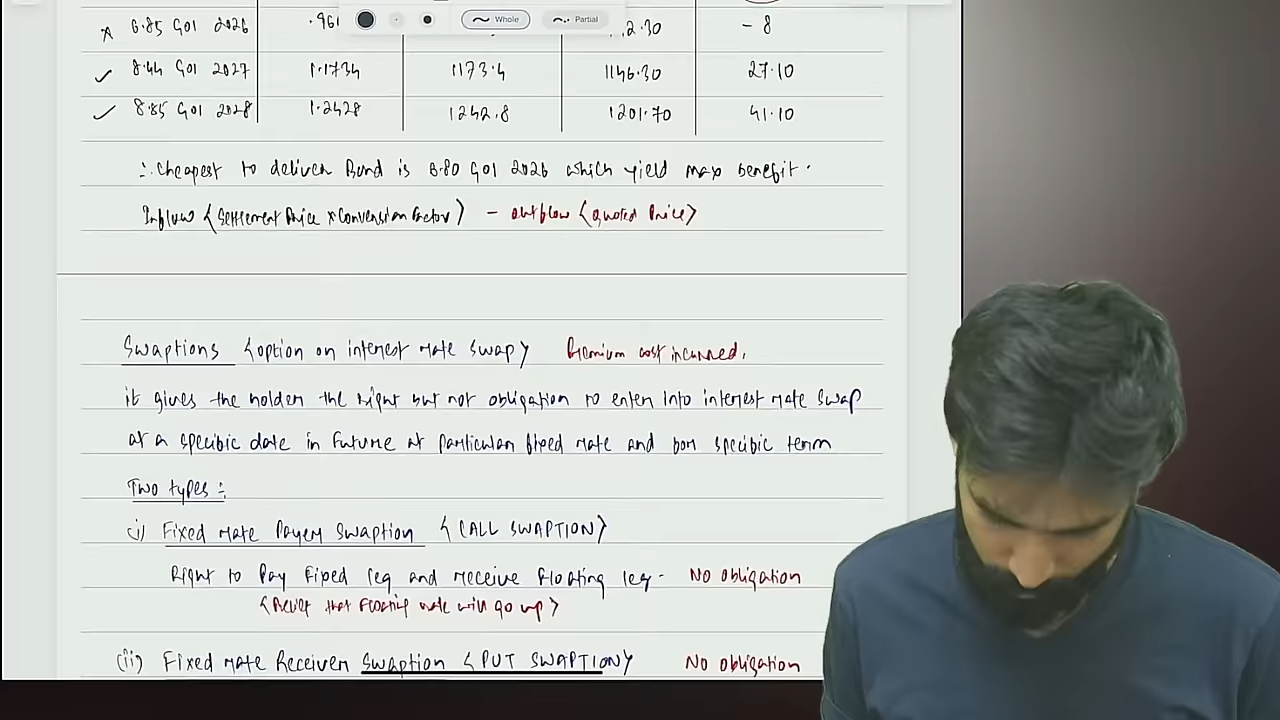 6.85 GOI 2026 .961 2.30 - 8
Whole Partial
8.44 GOI 2027 1.1734 1173.4 1146.30 27.10
8.85 GOI 2028 1.2428 1242.8 1201.70 41.10
∴ Cheapest to deliver Bond is 6.80 GOI 2026 which yield max benefit.
Inflow <Settlement Price x Conversion Factor> - outflow <Quoted Price>
Swaptions <option on interest rate swap> Premium cost incurred.
it gives the holder the right but not obligation to enter into interest rate swap
at a specific date in future at particular fixed rate and for specific term
Two types :-
(i) Fixed rate Payer Swaption <CALL SWAPTION>
Right to Pay Fixed leg and receive Floating leg - No obligation
<Belief that Floating rate will go up>
(ii) Fixed rate Receiver Swaption <PUT SWAPTION> No obligation